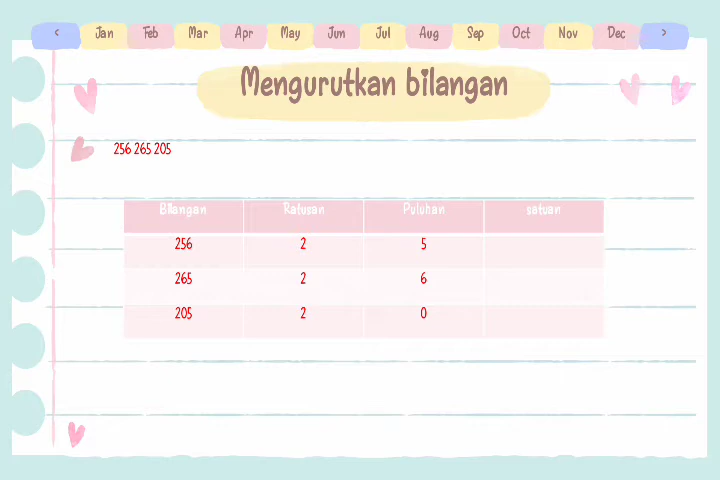 < Jan Feb Mar Apr May Jun Jul Aug Sep Oct Nov Dec >
Mengurutkan bilangan
256 265 205
Bilangan Ratusan Puluhan satuan
256 2 5
265 2 6
205 2 0